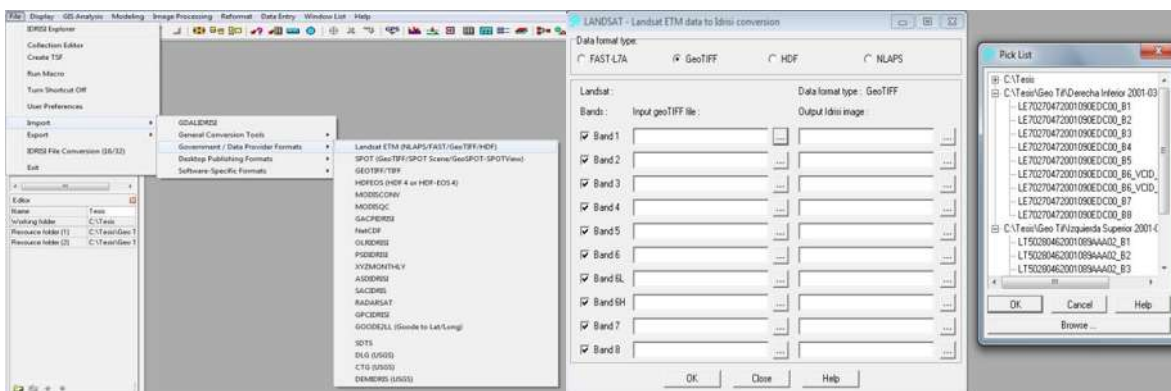 File Display GIS Analysis Modeling Image Processing Reformat Data Entry Window List Help
IDRISI Explorer
Collection Editor
Create TSF
Run Macro
Turn Shortcut Off
User Preferences
Import
Export
IDRISI File Conversion (16/32)
Exit
GDALIDRISI
General Conversion Tools
Government / Data Provider Formats
Desktop Publishing Formats
Software-Specific Formats
Landsat ETM (NLAPS/FAST/GeoTIFF/HDF)
SPOT (GeoTIFF/SPOT Scene/GeoSPOT-SPOTView)
GEOTIFF/TIFF
HDFEOS (HDF 4 or HDF-EOS 4)
MODISCONV
MODISQC
GACPIDRISI
NetCDF
OLRIDRISI
PSDIDRISI
XYZMONTHLY
ASDIDRISI
SACIDRIS
RADARSAT
GPCIDRISI
GOODE2LL (Goode to Lat/Long)
SDTS
DLG (USGS)
CTG (USGS)
DEMIDRIS (USGS)
Editor
Name Tesis
Working folder C:\Tesis
Resource folder (1) C:\Tesis\Geo T
Resource folder (2) C:\Tesis\Geo T
LANDSAT - Landsat ETM data to Idrisi conversion
Data format type:
FAST-L7A GeoTIFF HDF NLAPS
Landsat : Data format type : GeoTIFF
Bands : Input geoTIFF file : Output Idrisi image :
Band 1 ... ...
Band 2 ... ...
Band 3 ... ...
Band 4 ... ...
Band 5 ... ...
Band 6 ... ...
Band 6L ... ...
Band 6H ... ...
Band 7 ... ...
Band 8 ... ...
OK Close Help
Pick List
C:\Tesis
C:\Tesis\Geo Tif\Derecha Inferior 2001-03
LE70270472001090EDC00_B1
LE70270472001090EDC00_B2
LE70270472001090EDC00_B3
LE70270472001090EDC00_B4
LE70270472001090EDC00_B5
LE70270472001090EDC00_B6_VCID_
LE70270472001090EDC00_B6_VCID_
LE70270472001090EDC00_B7
LE70270472001090EDC00_B8
C:\Tesis\Geo Tif\Izquierda Superior 2001-0
LT50280462001089AAA02_B1
LT50280462001089AAA02_B2
LT50280462001089AAA02_B3
OK Cancel Help
Browse ...